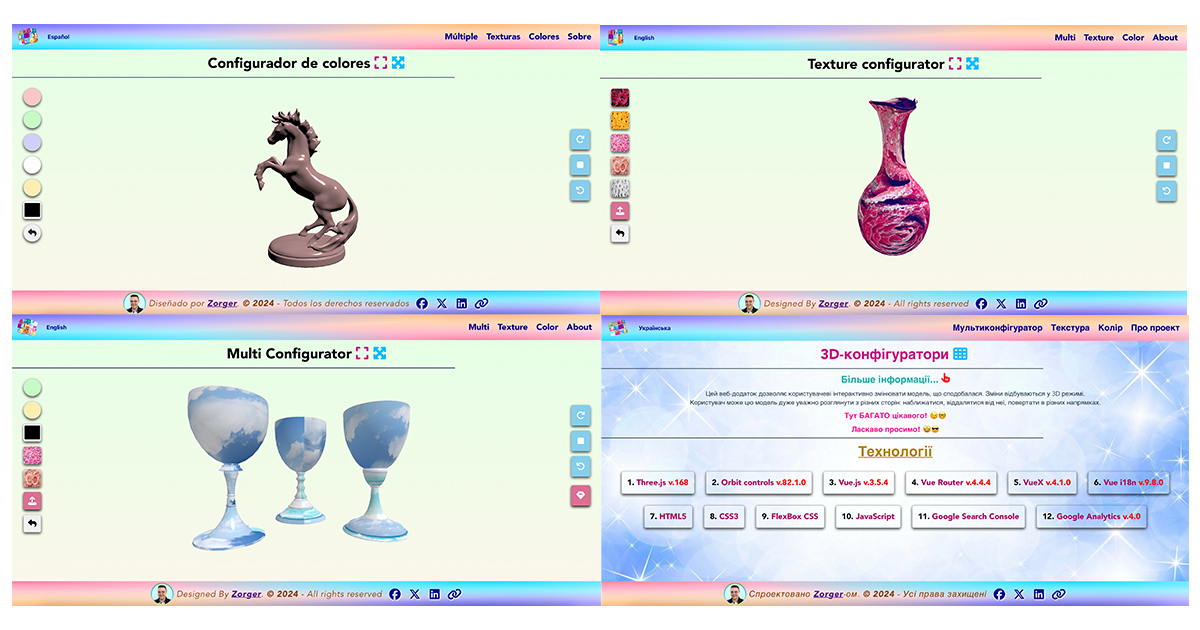 Español
Múltiple Texturas Colores Sobre
Configurador de colores
Diseñado por Zorger. © 2024 - Todos los derechos reservados
English
Multi Texture Color About
Texture configurator
Designed By Zorger. © 2024 - All rights reserved
English
Multi Texture Color About
Multi Configurator
Designed By Zorger. © 2024 - All rights reserved
Українська
Мультиконфігуратор Текстура Колір Про проект
3D-конфігуратори
Більше інформації...
Цей веб-додаток дозволяє користувачеві інтерактивно змінювати модель, що сподобалася. Зміни відбуваються у 3D режимі.
Користувач може цю модель дуже уважно розглянути з різних сторін: наближатися, віддалятися від неї, повертати в різних напрямках.
Тут БАГАТО цікавого!
Ласкаво просимо!
Технології
1. Three.js v.168 2. Orbit controls v.82.1.0 3. Vue.js v.3.5.4 4. Vue Router v.4.4.4 5. VueX v.4.1.0 6. Vue i18n v.9.8.0
7. HTML5 8. CSS3 9. FlexBox CSS 10. JavaScript 11. Google Search Console 12. Google Analytics v.4.0
Спроектовано Zorger-ом. © 2024 - Усі права захищені